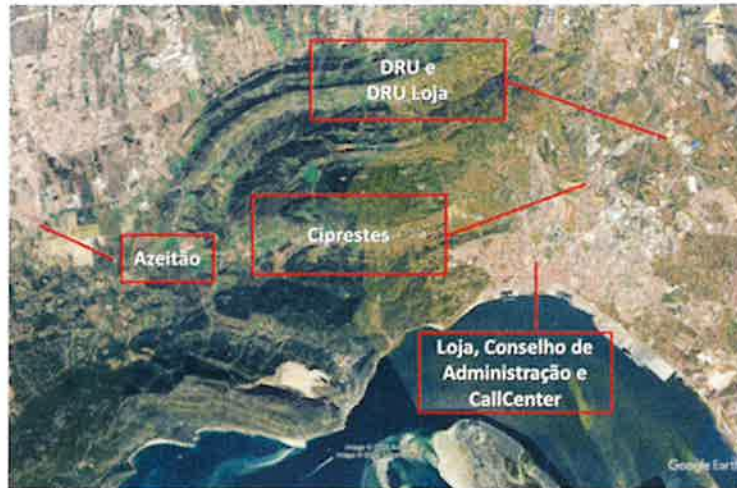 DRU e
DRU Loja
Ciprestes
Azeitão
Loja, Conselho de
Administração e
CallCenter
Google Earth